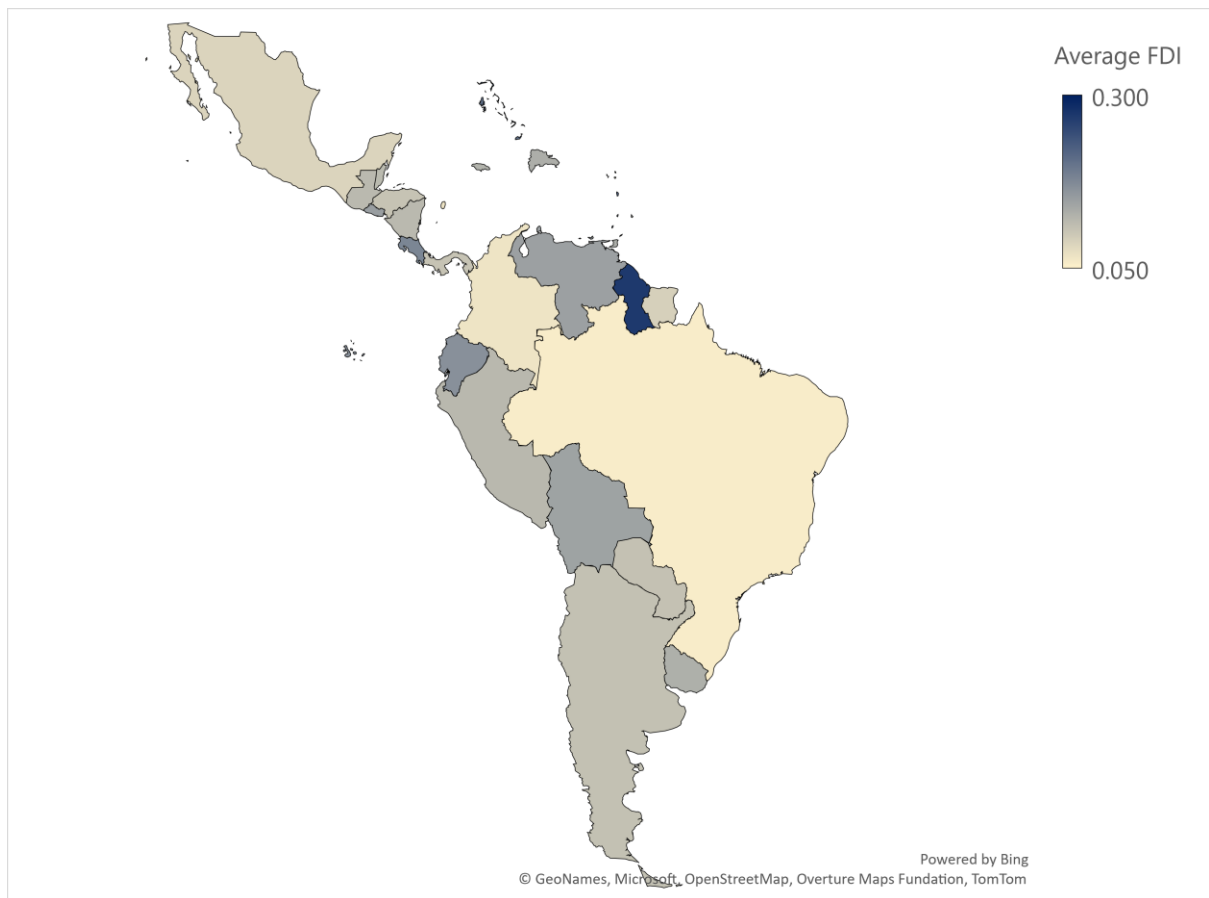 Average FDI
0.300
0.050
Powered by Bing
© GeoNames, Microsoft, OpenStreetMap, Overture Maps Fundation, TomTom